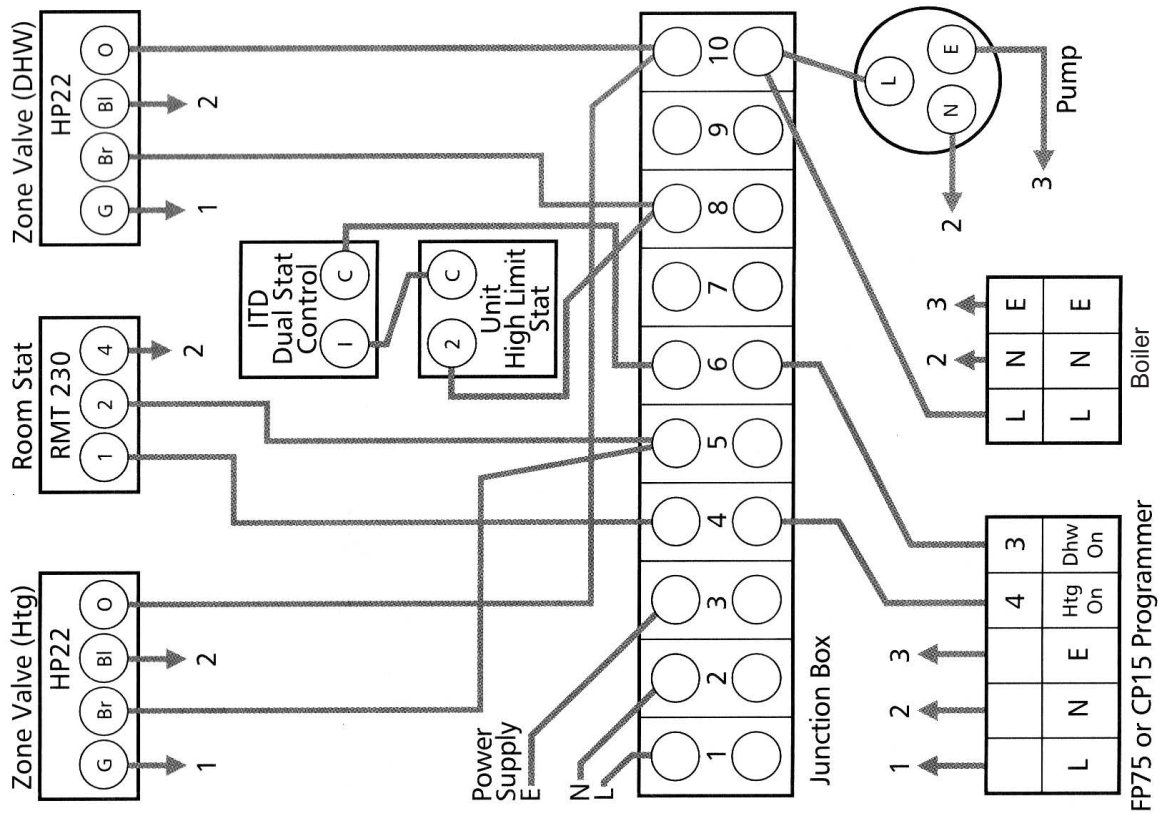 Zone Valve (Htg)
HP22
G Br Bl O
1
2
Room Stat
RMT 230
1 2 4
2
Zone Valve (DHW)
HP22
G Br Bl O
1
2
ITD
Dual Stat
Control
I C
2 C
Unit
High Limit
Stat
Power
Supply
E
N
L
1 2 3 4 5 6 7 8 9 10
Junction Box
1 2 3
4 3
L N E Htg On Dhw On
FP75 or CP15 Programmer
2 3
L N E
L N E
Boiler
L
N E
2
3
Pump